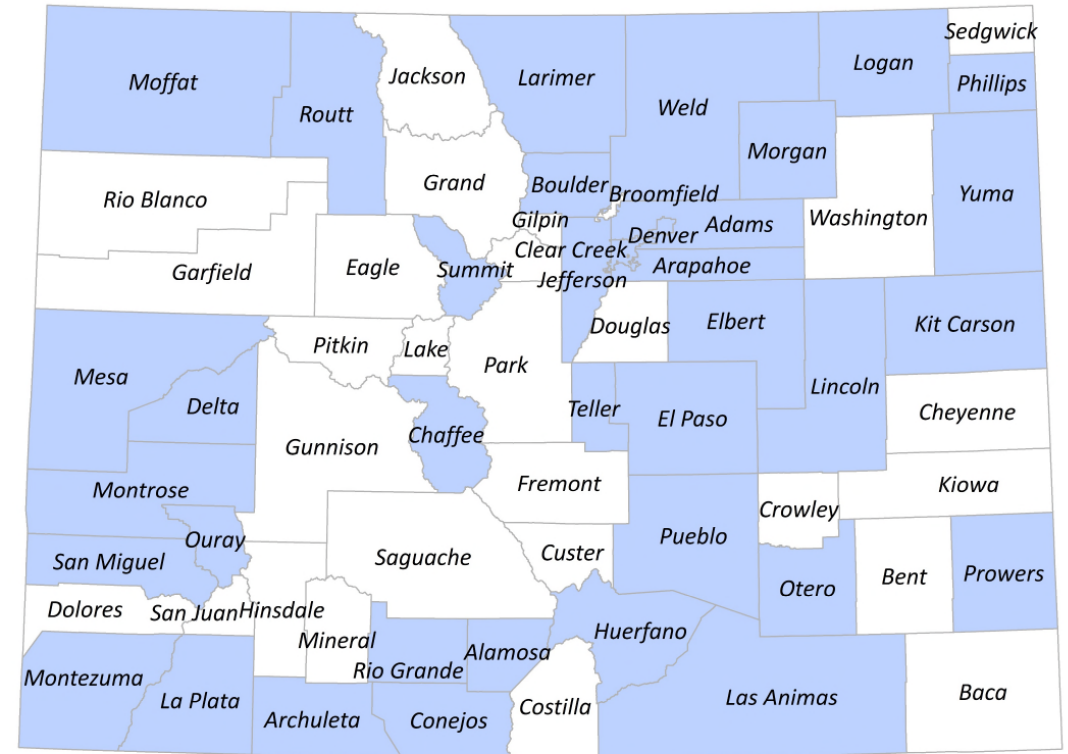 Sedgwick
Moffat
Routt
Jackson
Larimer
Weld
Logan
Phillips
Morgan
Yuma
Rio Blanco
Grand
Boulder
Broomfield
Washington
Gilpin
Adams
Denver
Garfield
Eagle
Summit
Clear Creek
Arapahoe
Jefferson
Douglas
Elbert
Kit Carson
Pitkin
Lake
Park
Mesa
Lincoln
Delta
Teller
El Paso
Cheyenne
Gunnison
Chaffee
Montrose
Fremont
Kiowa
Crowley
Ouray
Pueblo
San Miguel
Saguache
Custer
Otero
Bent
Prowers
Dolores
San Juan
Hinsdale
Mineral
Huerfano
Rio Grande
Alamosa
Montezuma
La Plata
Archuleta
Conejos
Costilla
Las Animas
Baca